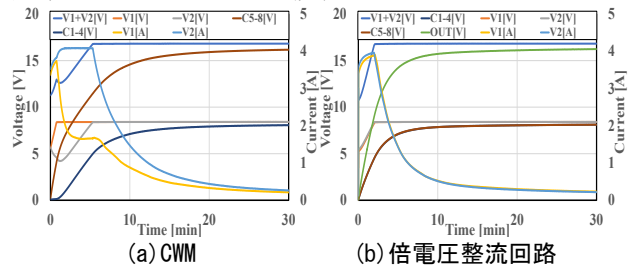 V1+V2[V] V1[V] V2[V] C5-8[V]
C1-4[V] V1[A] V2[A]
20
15
10
5
0
Voltage [V]
5
4
3
2
1
0
Current [A]
0 10 20 30
Time [min]
(a) CWM
V1+V2[V] C1-4[V] V1[V] V2[V]
C5-8[V] OUT[V] V1[A] V2[A]
20
15
10
5
0
Voltage [V]
5
4
3
2
1
0
Current [A]
0 10 20 30
Time [min]
(b) 倍電圧整流回路